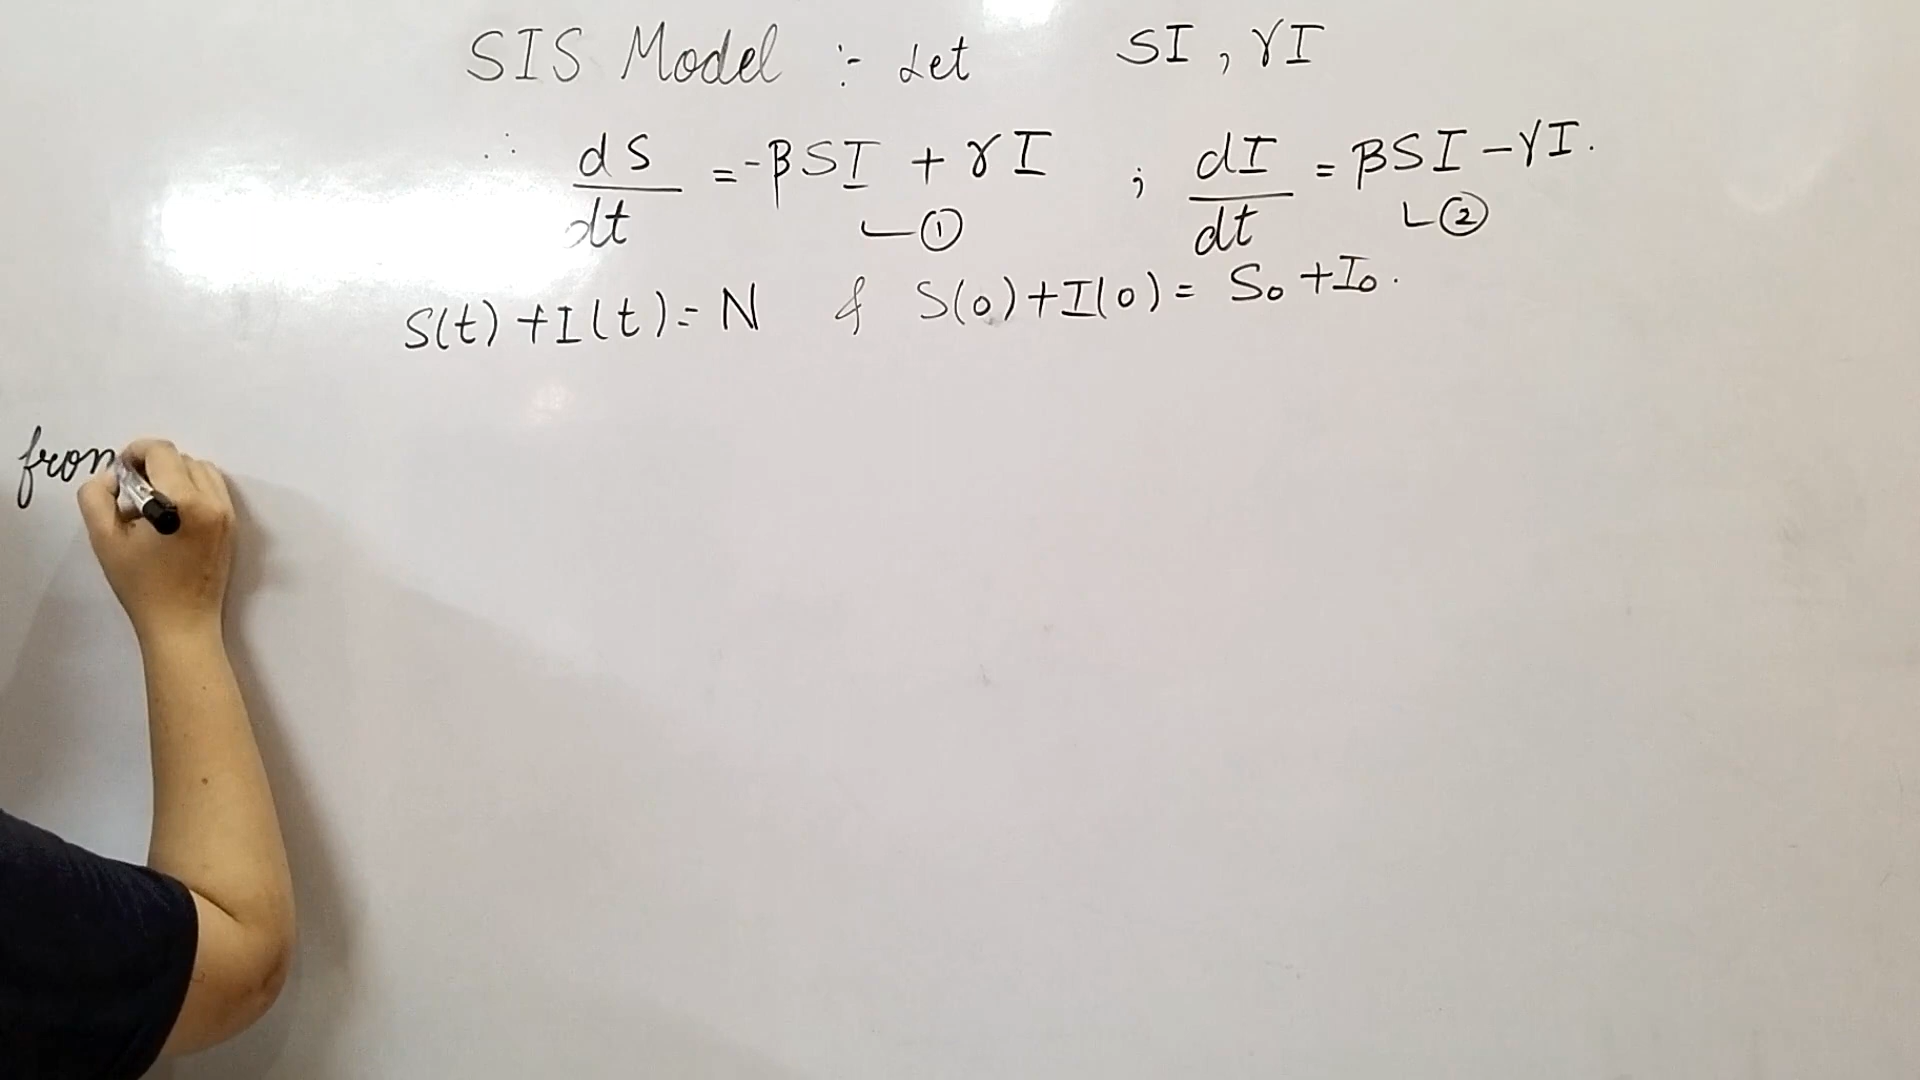 SIS Model :- Let SI, γI
∴ dS/dt = -βSI + γI ; dI/dt = βSI - γI.
①  ②
S(t) + I(t) = N & S(0) + I(0) = S₀ + I₀.
from